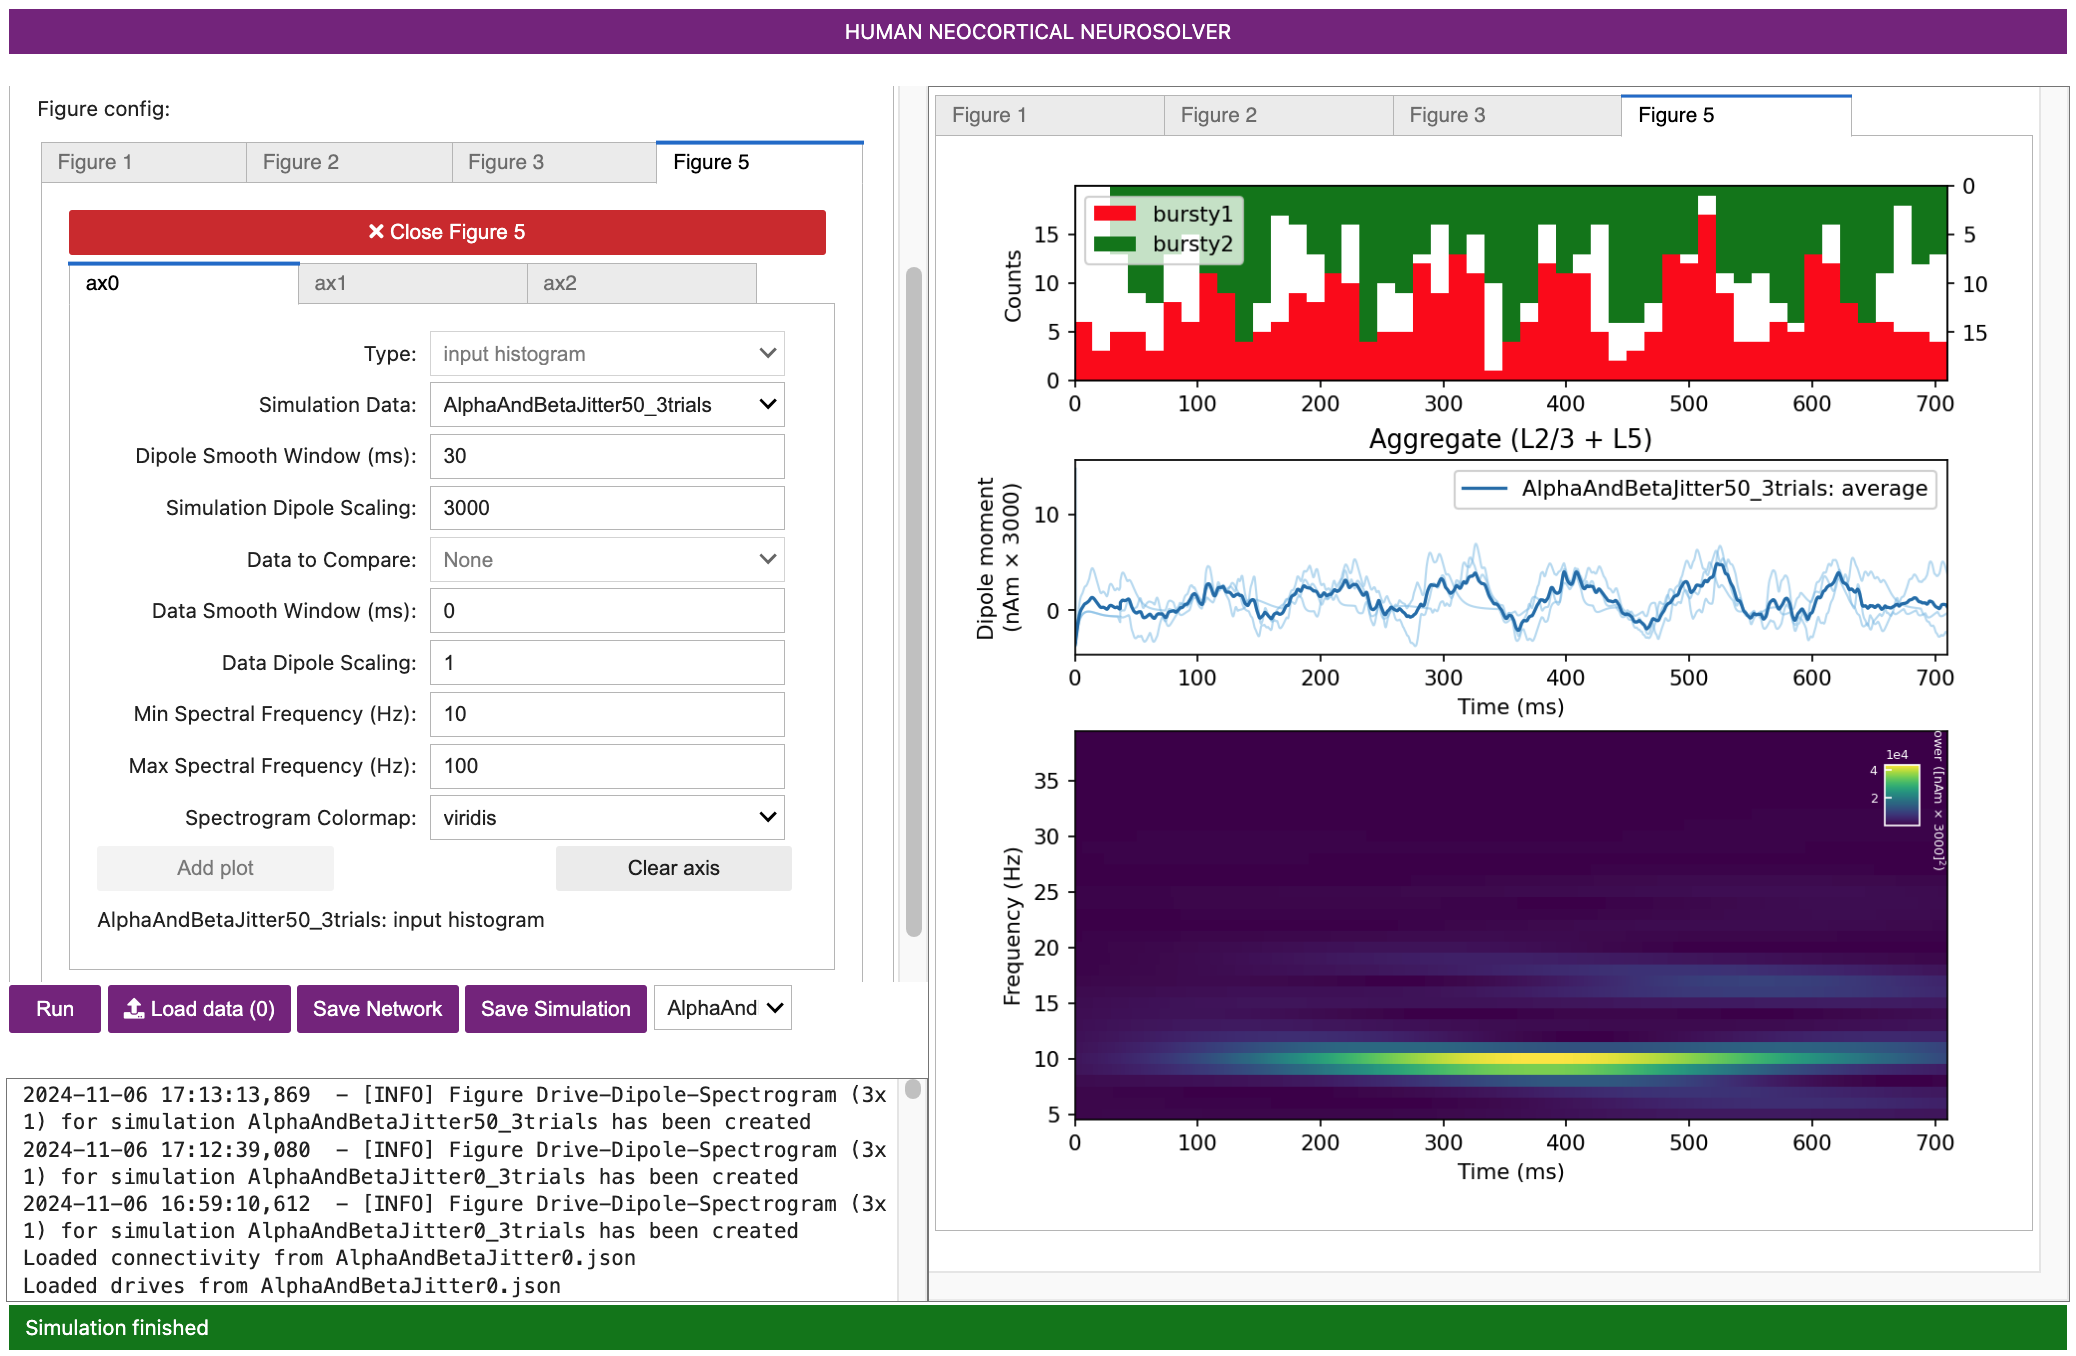 HUMAN NEOCORTICAL NEUROSOLVER
Figure config:
Figure 1
Figure 2
Figure 3
Figure 5
✖ Close Figure 5
ax0
ax1
ax2
Type:
input histogram
Simulation Data:
AlphaAndBetaJitter50_3trials
Dipole Smooth Window (ms):
30
Simulation Dipole Scaling:
3000
Data to Compare:
None
Data Smooth Window (ms):
0
Data Dipole Scaling:
1
Min Spectral Frequency (Hz):
10
Max Spectral Frequency (Hz):
100
Spectrogram Colormap:
viridis
Add plot
Clear axis
AlphaAndBetaJitter50_3trials: input histogram
Run
Load data (0)
Save Network
Save Simulation
AlphaAnd
2024-11-06 17:13:13,869 - [INFO] Figure Drive-Dipole-Spectrogram (3x
1) for simulation AlphaAndBetaJitter50_3trials has been created
2024-11-06 17:12:39,080 - [INFO] Figure Drive-Dipole-Spectrogram (3x
1) for simulation AlphaAndBetaJitter0_3trials has been created
2024-11-06 16:59:10,612 - [INFO] Figure Drive-Dipole-Spectrogram (3x
1) for simulation AlphaAndBetaJitter0_3trials has been created
Loaded connectivity from AlphaAndBetaJitter0.json
Loaded drives from AlphaAndBetaJitter0.json
Figure 1
Figure 2
Figure 3
Figure 5
bursty1
bursty2
Counts
15
10
5
0
0
5
10
15
0 100 200 300 400 500 600 700
Aggregate (L2/3 + L5)
AlphaAndBetaJitter50_3trials: average
Dipole moment
(nAm × 3000)
10
0
0 100 200 300 400 500 600 700
Time (ms)
Frequency (Hz)
35
30
25
20
15
10
5
1e4
4
2
ower ([nAm × 3000]²)
0 100 200 300 400 500 600 700
Time (ms)
Simulation finished